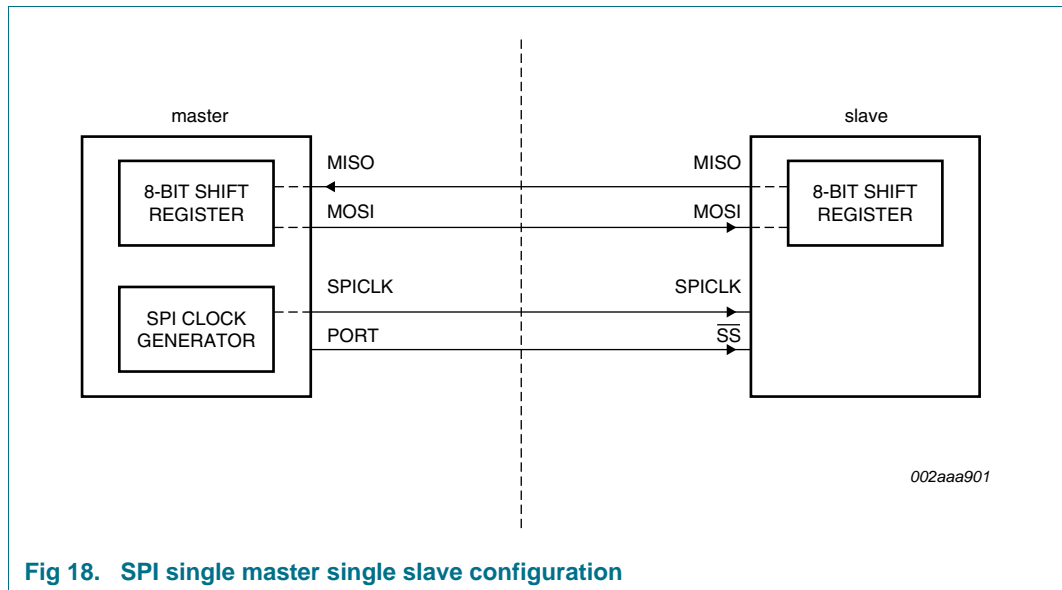 master
slave
MISO
MISO
8-BIT SHIFT
REGISTER
8-BIT SHIFT
REGISTER
MOSI
MOSI
SPICLK
SPICLK
SPI CLOCK
GENERATOR
PORT
S̅S̅
002aaa901
Fig 18. SPI single master single slave configuration